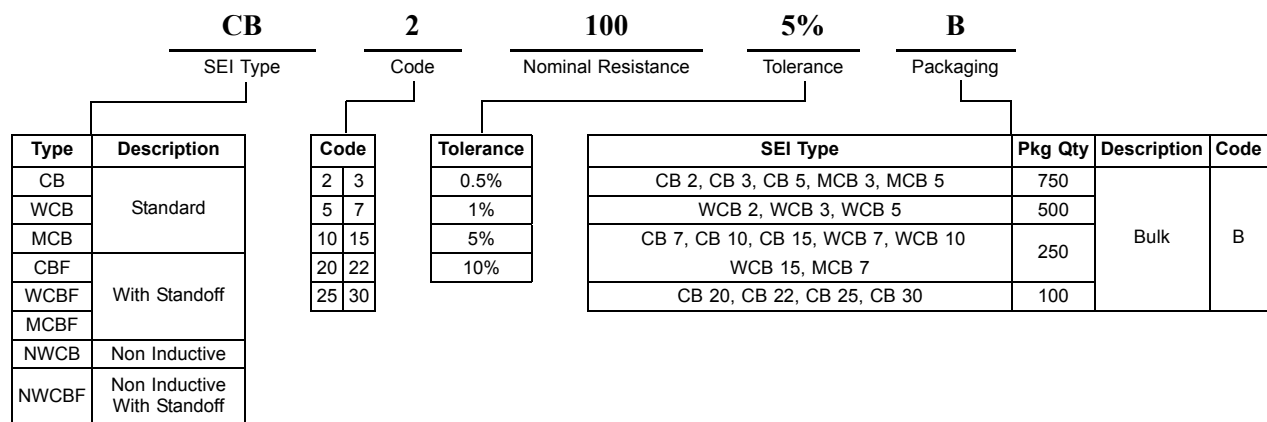 CB 2 100 5% B
SEI Type Code Nominal Resistance Tolerance Packaging
Type Description
CB Standard
WCB
MCB
CBF With Standoff
WCBF
MCBF
NWCB Non Inductive
NWCBF Non Inductive
With Standoff
Code
2 3
5 7
10 15
20 22
25 30
Tolerance
0.5%
1%
5%
10%
SEI Type Pkg Qty Description Code
CB 2, CB 3, CB 5, MCB 3, MCB 5 750 Bulk B
WCB 2, WCB 3, WCB 5 500
CB 7, CB 10, CB 15, WCB 7, WCB 10 250
WCB 15, MCB 7
CB 20, CB 22, CB 25, CB 30 100